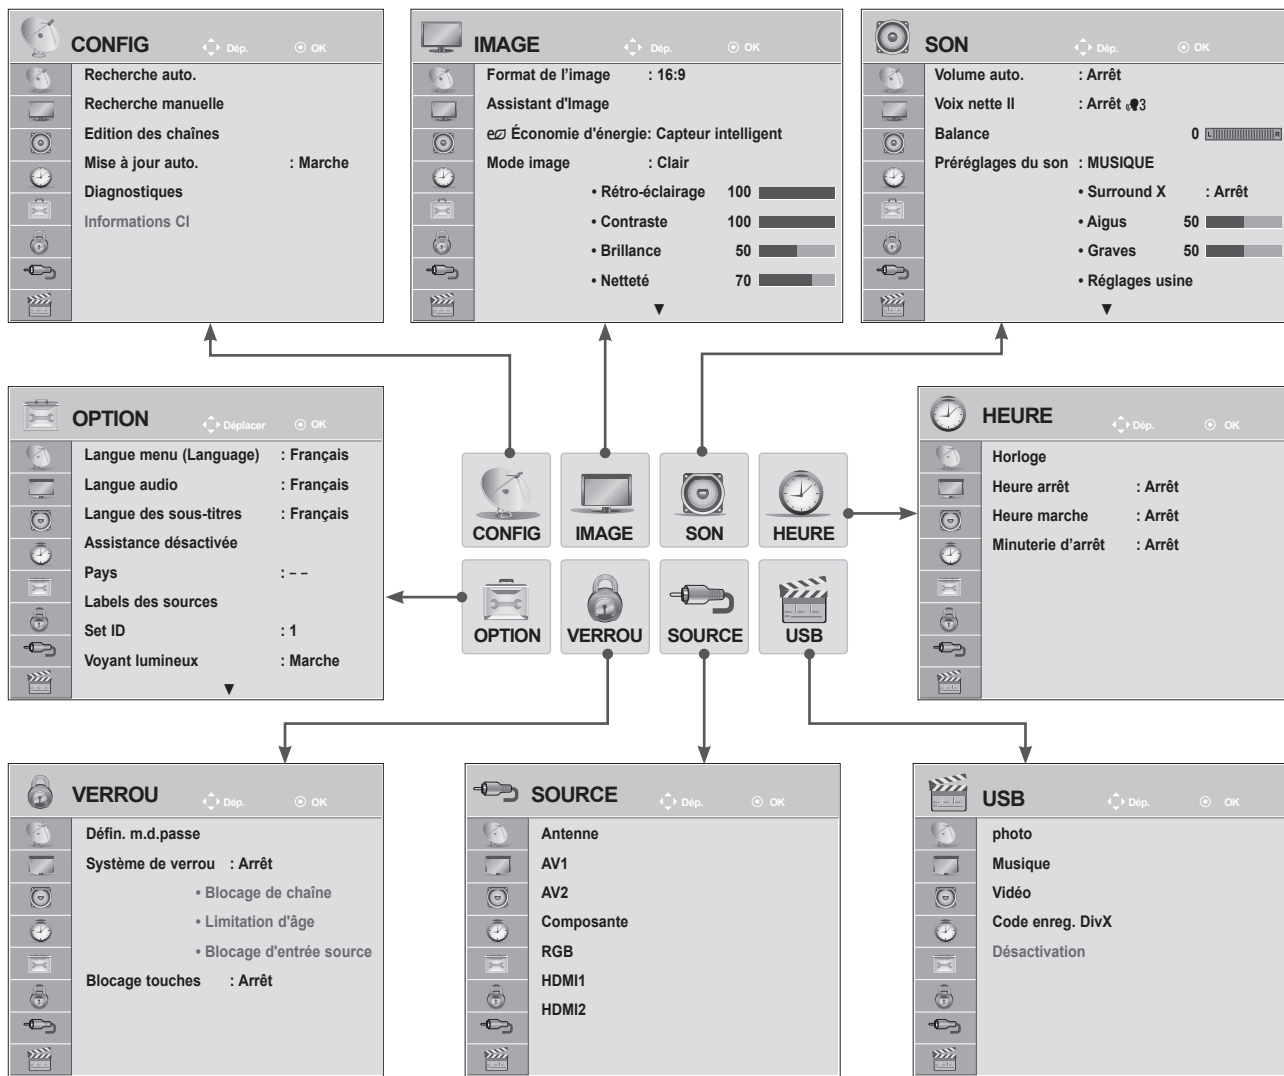 CONFIG Dép. OK
Recherche auto.
Recherche manuelle
Edition des chaînes
Mise à jour auto. : Marche
Diagnostiques
Informations CI
IMAGE Dép. OK
Format de l'image : 16:9
Assistant d'Image
Économie d'énergie: Capteur intelligent
Mode image : Clair
• Rétro-éclairage 100
• Contraste 100
• Brillance 50
• Netteté 70
▼
SON Dép. OK
Volume auto. : Arrêt
Voix nette II : Arrêt 3
Balance 0 L R
Préréglages du son : MUSIQUE
• Surround X : Arrêt
• Aigus 50
• Graves 50
• Réglages usine
▼
OPTION Déplacer OK
Langue menu (Language) : Français
Langue audio : Français
Langue des sous-titres : Français
Assistance désactivée
Pays : – –
Labels des sources
Set ID : 1
Voyant lumineux : Marche
▼
CONFIG IMAGE SON HEURE
OPTION VERROU SOURCE USB
HEURE Dép. OK
Horloge
Heure arrêt : Arrêt
Heure marche : Arrêt
Minuterie d'arrêt : Arrêt
VERROU Dép. OK
Défin. m.d.passe
Système de verrou : Arrêt
• Blocage de chaîne
• Limitation d'âge
• Blocage d'entrée source
Blocage touches : Arrêt
SOURCE Dép. OK
Antenne
AV1
AV2
Composante
RGB
HDMI1
HDMI2
USB Dép. OK
photo
Musique
Vidéo
Code enreg. DivX
Désactivation